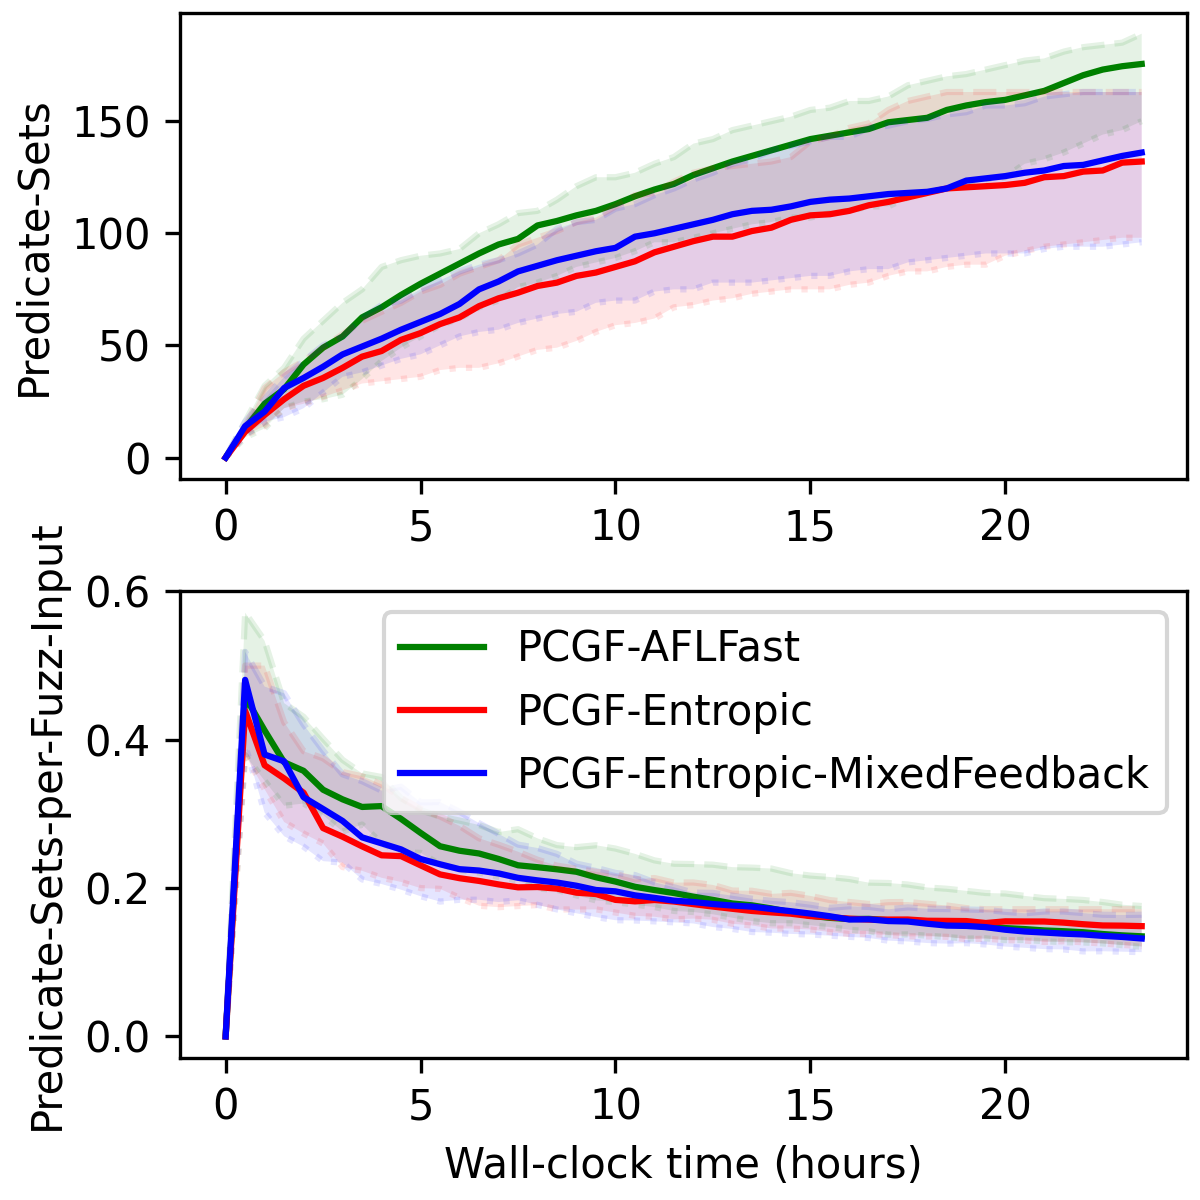 Predicate-Sets
150
100
50
0
0 5 10 15 20
Predicate-Sets-per-Fuzz-Input
0.6
0.4
0.2
0.0
PCGF-AFLFast
PCGF-Entropic
PCGF-Entropic-MixedFeedback
0 5 10 15 20
Wall-clock time (hours)